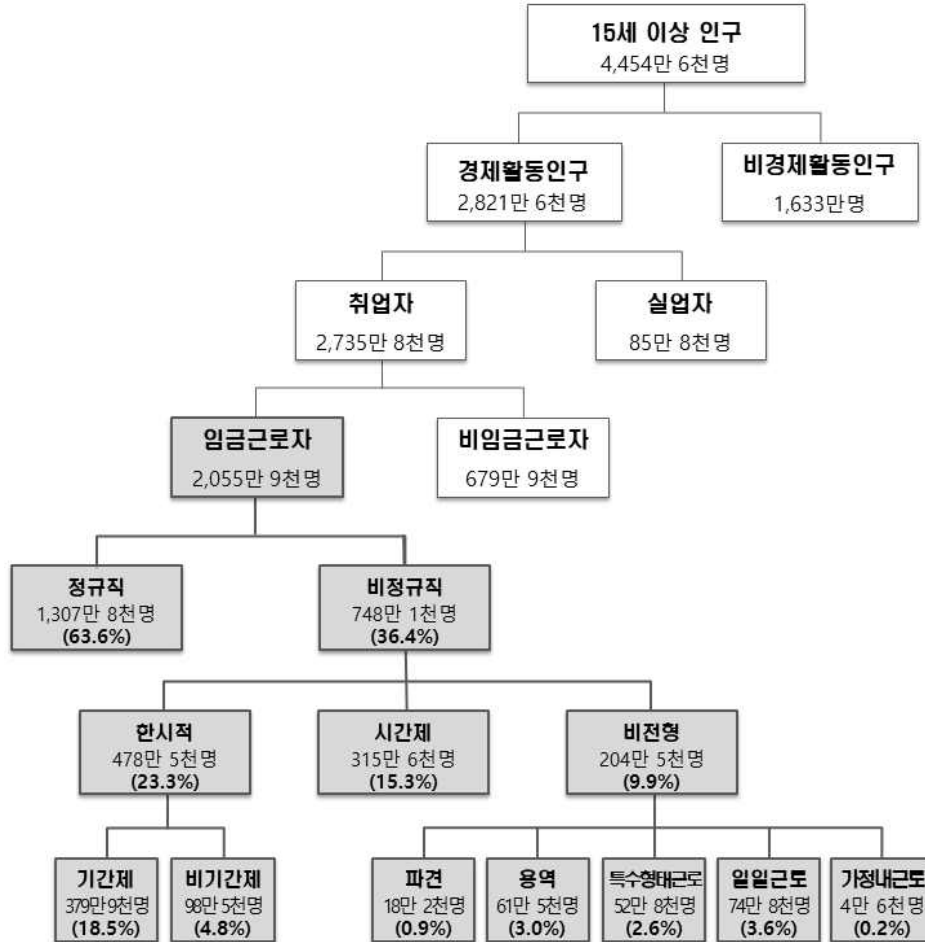 15세 이상 인구
4,454만 6천명
경제활동인구
2,821만 6천명
비경제활동인구
1,633만명
취업자
2,735만 8천명
실업자
85만 8천명
임금근로자
2,055만 9천명
비임금근로자
679만 9천명
정규직
1,307만 8천명
(63.6%)
비정규직
748만 1천명
(36.4%)
한시적
478만 5천명
(23.3%)
시간제
315만 6천명
(15.3%)
비전형
204만 5천명
(9.9%)
기간제
379만 9천명
(18.5%)
비기간제
98만 5천명
(4.8%)
파견
18만 2천명
(0.9%)
용역
61만 5천명
(3.0%)
특수형태근로
52만 8천명
(2.6%)
일일근로
74만 8천명
(3.6%)
가정내근로
4만 6천명
(0.2%)